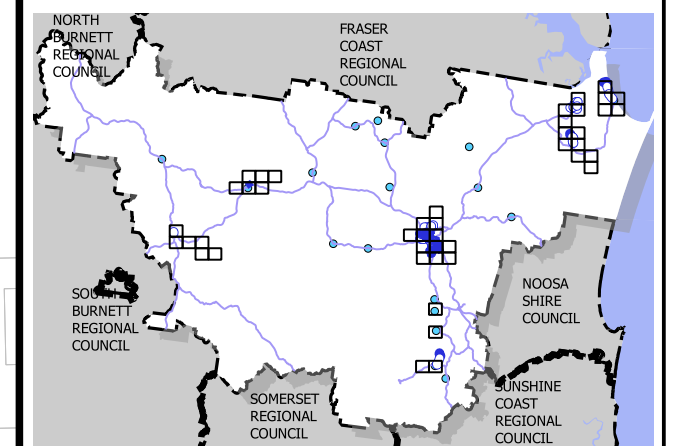 NORTH
BURNETT
REGIONAL
COUNCIL
FRASER
COAST
REGIONAL
COUNCIL
NOOSA
SHIRE
COUNCIL
SOUTH
BURNETT
REGIONAL
COUNCIL
SOMERSET
REGIONAL
COUNCIL
SUNSHINE
COAST
REGIONAL
COUNCIL